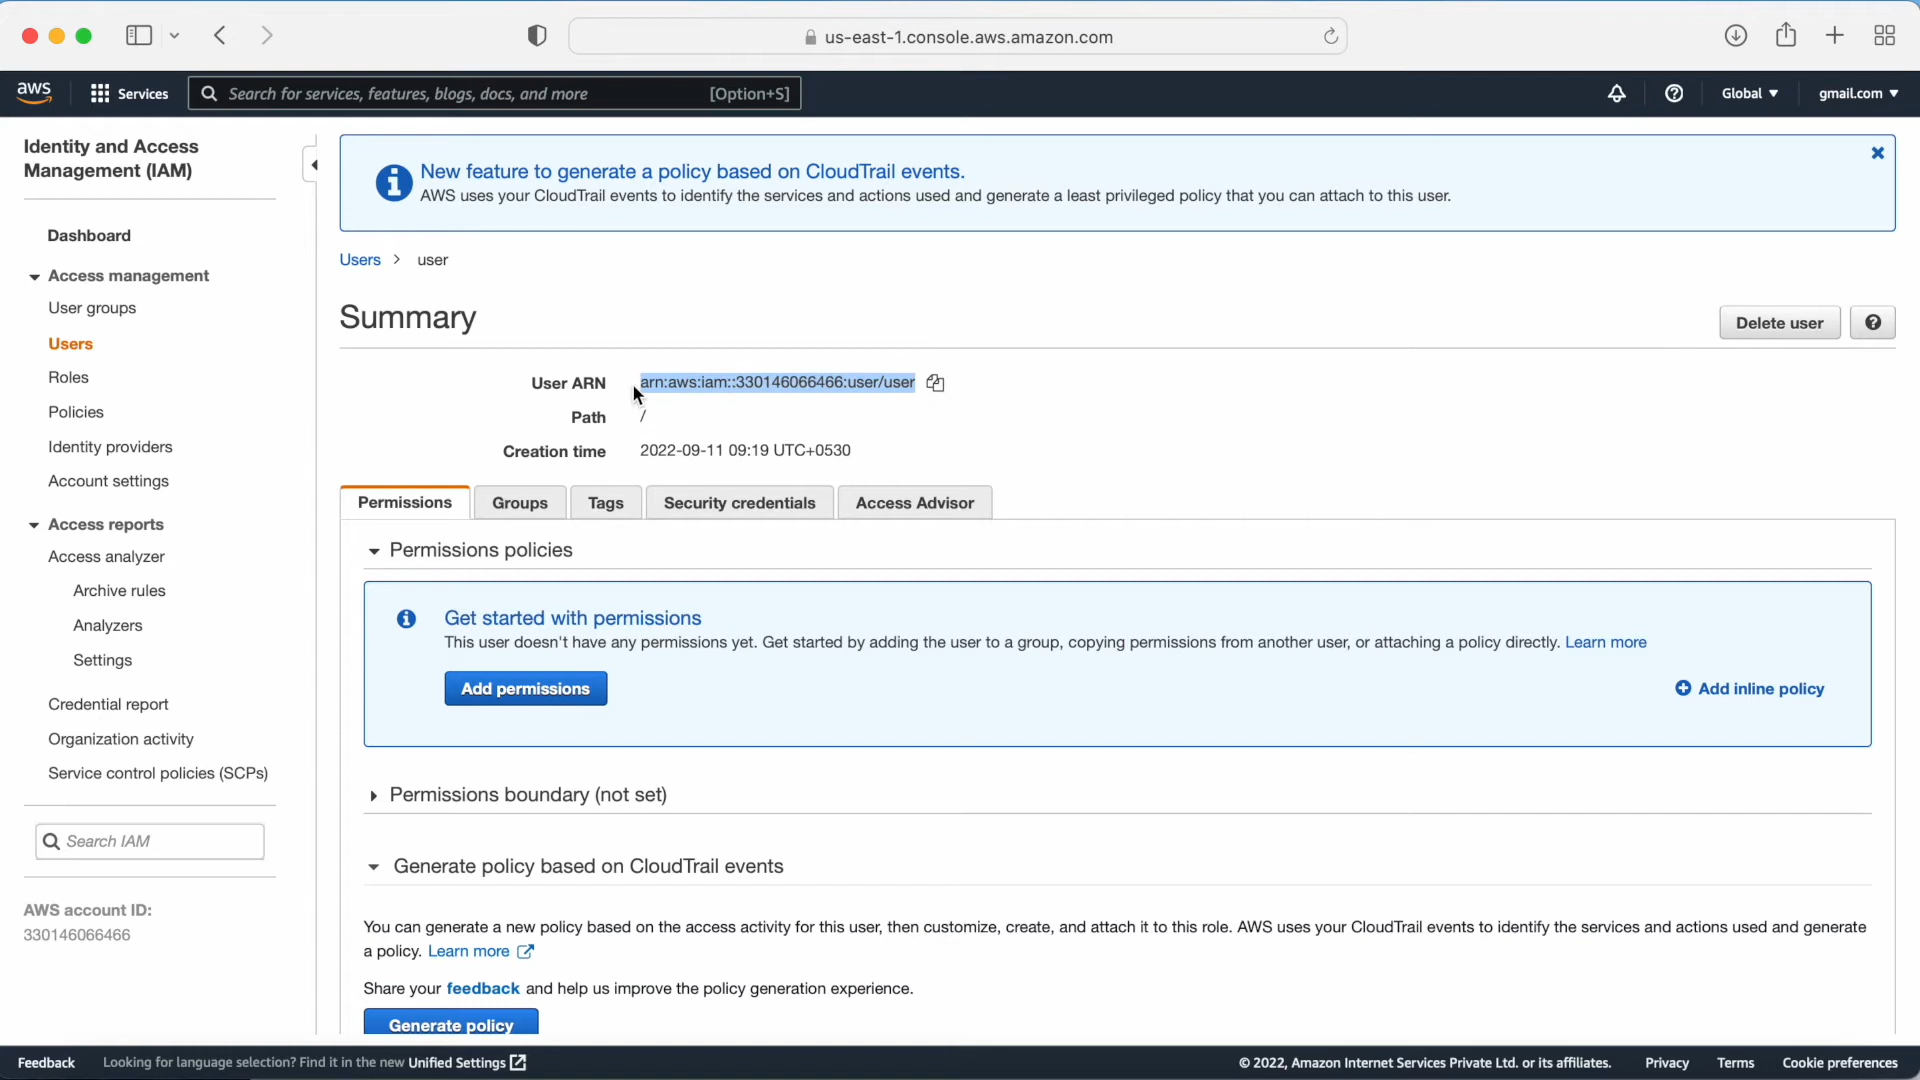 us-east-1.console.aws.amazon.com
aws
Services
Search for services, features, blogs, docs, and more
[Option+S]
Global
gmail.com
Identity and Access
Management (IAM)
Dashboard
Access management
User groups
Users
Roles
Policies
Identity providers
Account settings
Access reports
Access analyzer
Archive rules
Analyzers
Settings
Credential report
Organization activity
Service control policies (SCPs)
Search IAM
AWS account ID:
330146066466
New feature to generate a policy based on CloudTrail events.
AWS uses your CloudTrail events to identify the services and actions used and generate a least privileged policy that you can attach to this user.
Users > user
Summary
Delete user
User ARN arn:aws:iam::330146066466:user/user
Path /
Creation time 2022-09-11 09:19 UTC+0530
Permissions
Groups
Tags
Security credentials
Access Advisor
Permissions policies
Get started with permissions
This user doesn't have any permissions yet. Get started by adding the user to a group, copying permissions from another user, or attaching a policy directly. Learn more
Add permissions
Add inline policy
Permissions boundary (not set)
Generate policy based on CloudTrail events
You can generate a new policy based on the access activity for this user, then customize, create, and attach it to this role. AWS uses your CloudTrail events to identify the services and actions used and generate
a policy. Learn more
Share your feedback and help us improve the policy generation experience.
Generate policy
Feedback
Looking for language selection? Find it in the new Unified Settings
© 2022, Amazon Internet Services Private Ltd. or its affiliates.
Privacy
Terms
Cookie preferences